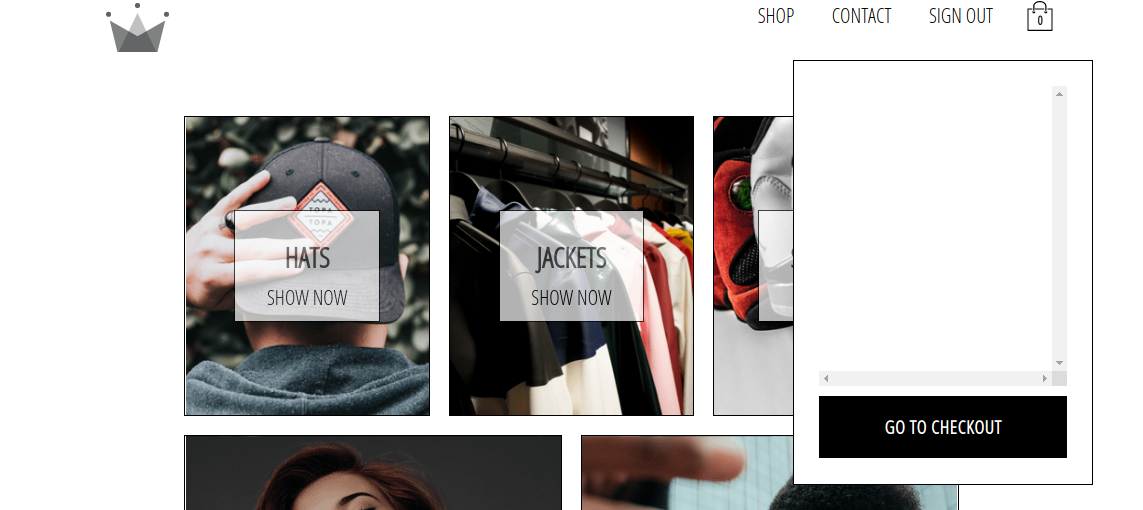 SHOP CONTACT SIGN OUT 0
TOPA
TOPA
HATS
SHOW NOW
JACKETS
SHOW NOW
GO TO CHECKOUT